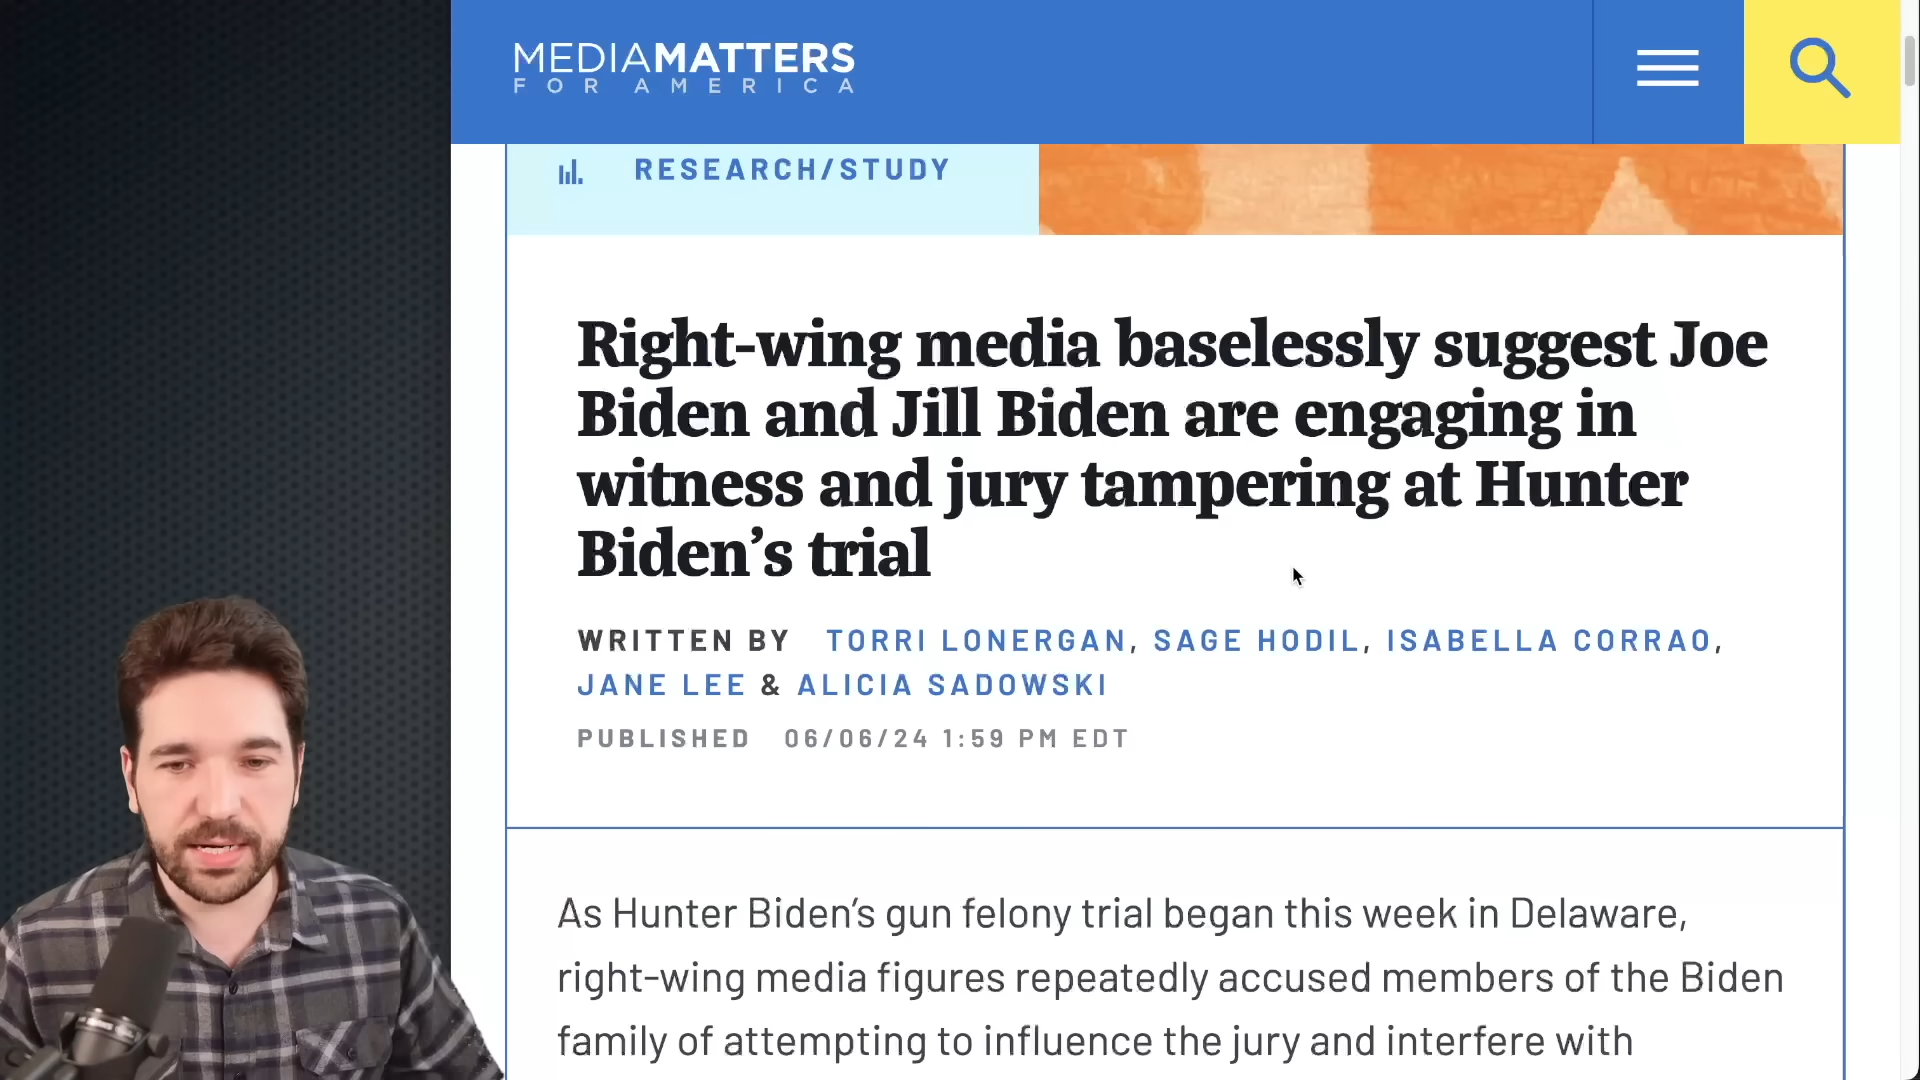 MEDIAMATTERS
FOR AMERICA
RESEARCH/STUDY
Right-wing media baselessly suggest Joe
Biden and Jill Biden are engaging in
witness and jury tampering at Hunter
Biden’s trial
WRITTEN BY TORRI LONERGAN, SAGE HODIL, ISABELLA CORRAO,
JANE LEE & ALICIA SADOWSKI
PUBLISHED 06/06/24 1:59 PM EDT
As Hunter Biden’s gun felony trial began this week in Delaware,
right-wing media figures repeatedly accused members of the Biden
family of attempting to influence the jury and interfere with